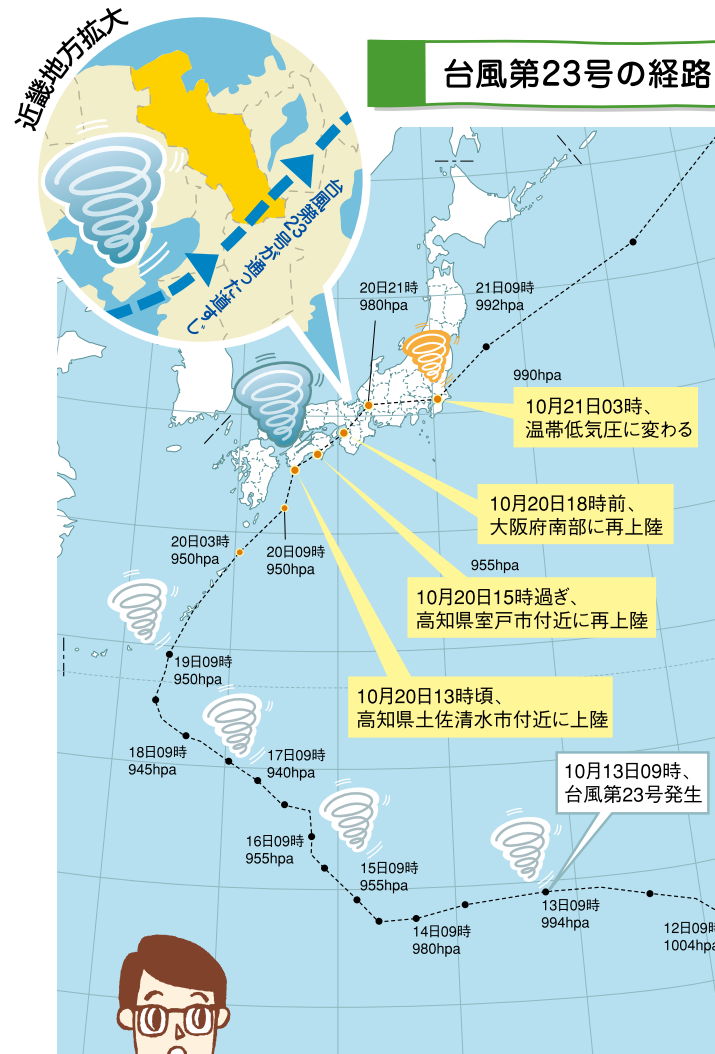 近畿地方拡大
台風第23号の経路
台風第23号が通った道すじ
20日21時
980hpa
21日09時
992hpa
990hpa
10月21日03時、
温帯低気圧に変わる
10月20日18時前、
大阪府南部に再上陸
20日03時
950hpa
20日09時
950hpa
955hpa
10月20日15時過ぎ、
高知県室戸市付近に再上陸
19日09時
950hpa
10月20日13時頃、
高知県土佐清水市付近に上陸
18日09時
945hpa
17日09時
940hpa
10月13日09時、
台風第23号発生
16日09時
955hpa
15日09時
955hpa
13日09時
994hpa
14日09時
980hpa
12日09時
1004hpa